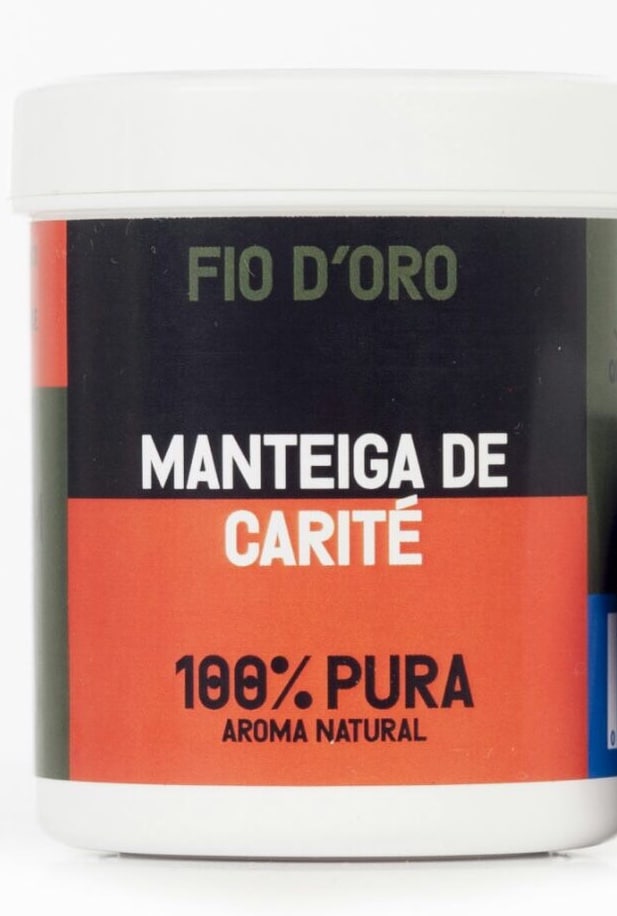 FIO D'ORO
MANTEIGA DE
CARITÉ
100% PURA
AROMA NATURAL